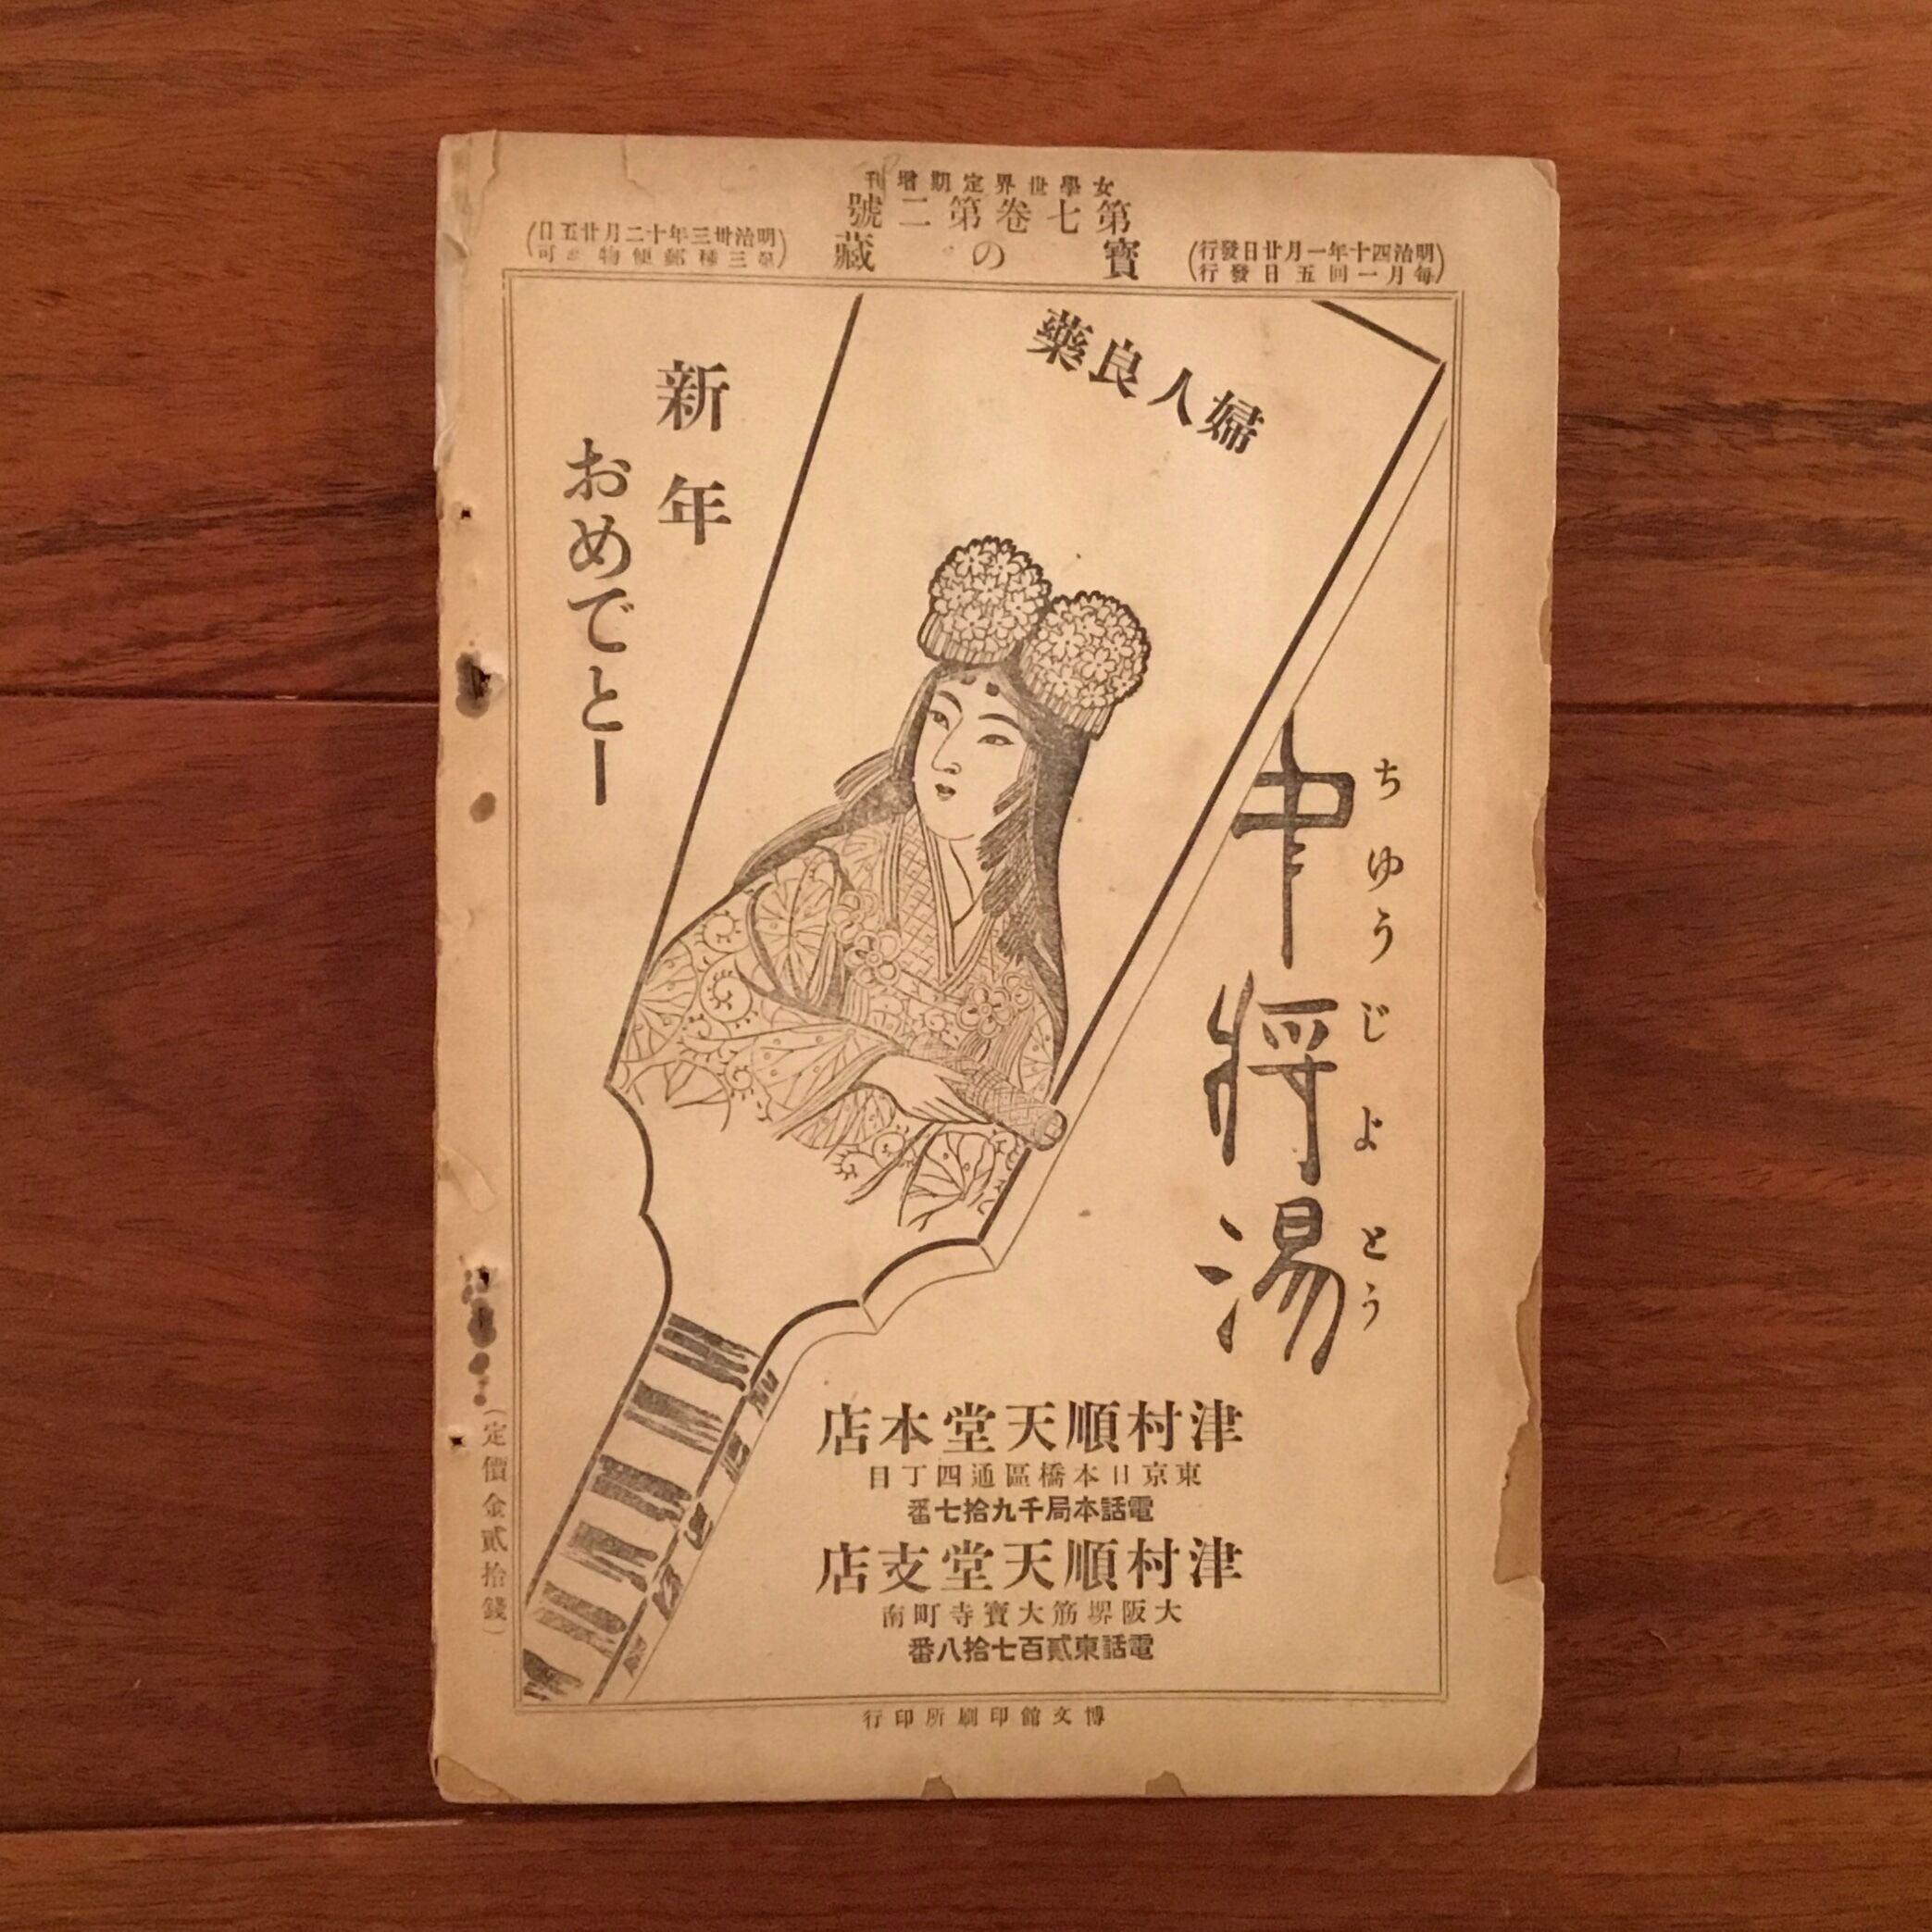 女學世界定期增刊
第七卷第二號
寶の藏
(明治四十年一月廿日發行
每月一回五日發行)
(明治卅三年十二月廿五日
第三種郵便物認可)
婦人良藥
新年
おめでとー
ちゆうじよとう
中將湯
津村順天堂本店
東京日本橋區通四丁目
電話本局千九拾七番
津村順天堂支店
大阪堺筋大寶寺町南
電話東貳百七拾八番
(定價金貳拾錢)
博文館印刷所印行